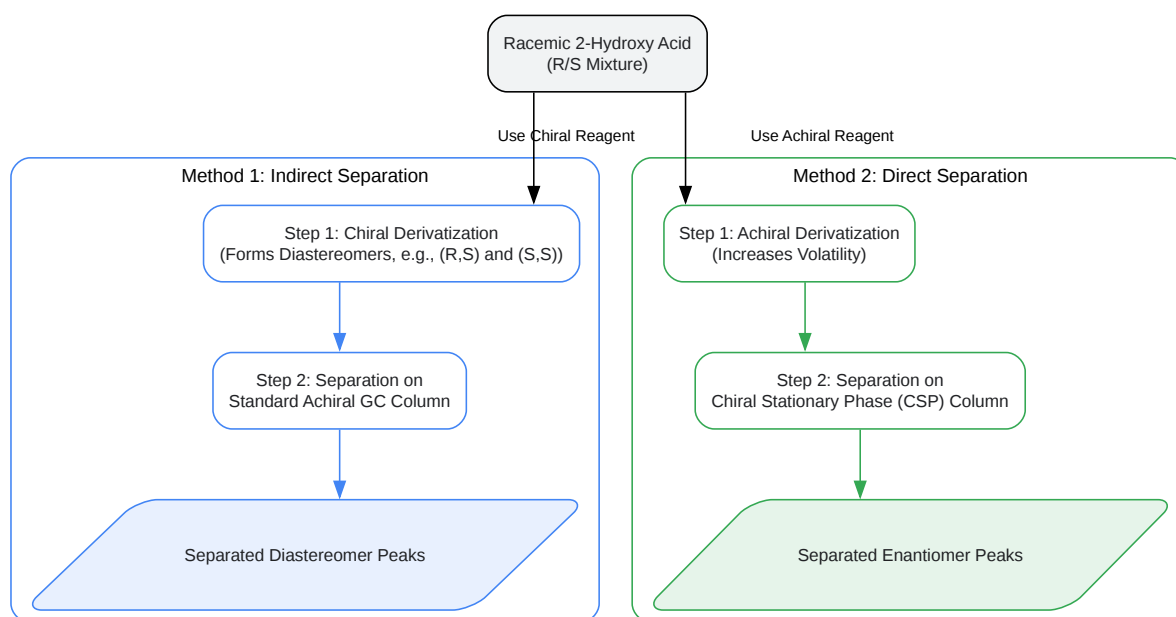 Racemic 2-Hydroxy Acid
(R/S Mixture)
Use Chiral Reagent
Use Achiral Reagent
Method 1: Indirect Separation
Step 1: Chiral Derivatization
(Forms Diastereomers, e.g., (R,S) and (S,S))
Step 2: Separation on
Standard Achiral GC Column
Separated Diastereomer Peaks
Method 2: Direct Separation
Step 1: Achiral Derivatization
(Increases Volatility)
Step 2: Separation on
Chiral Stationary Phase (CSP) Column
Separated Enantiomer Peaks